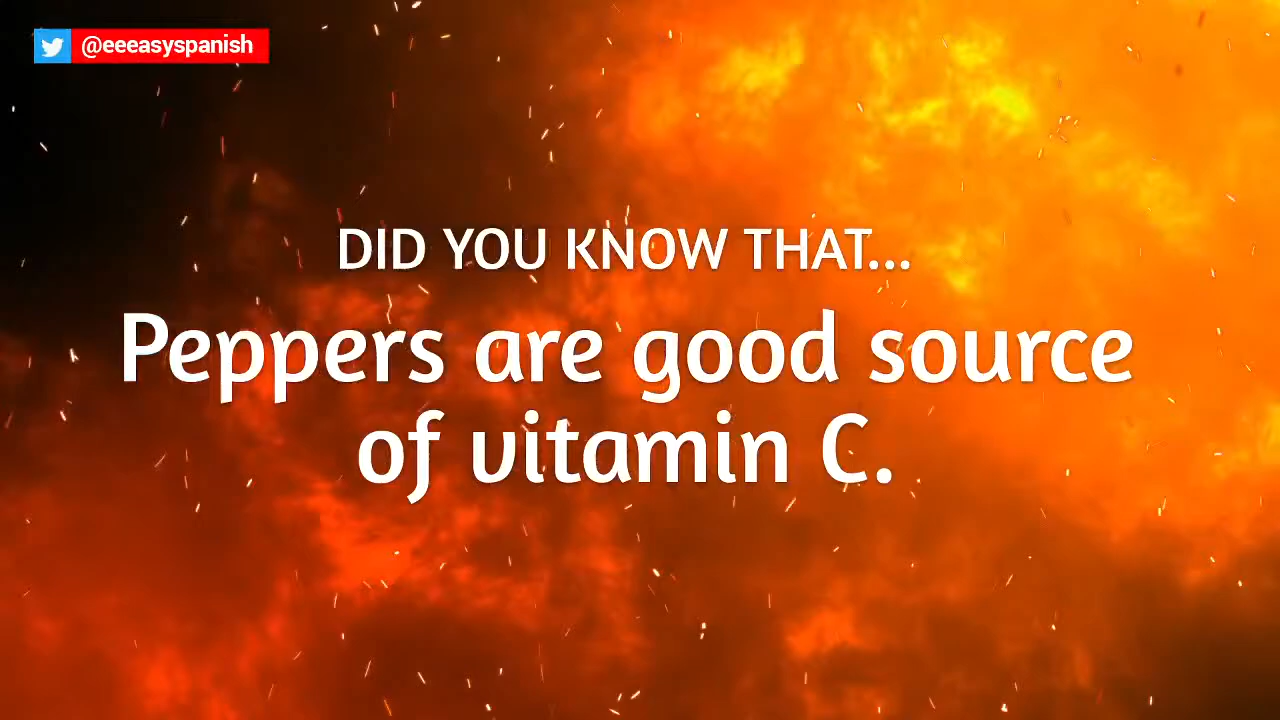 @eeeasyspanish
DID YOU KNOW THAT...
Peppers are good source
of vitamin C.